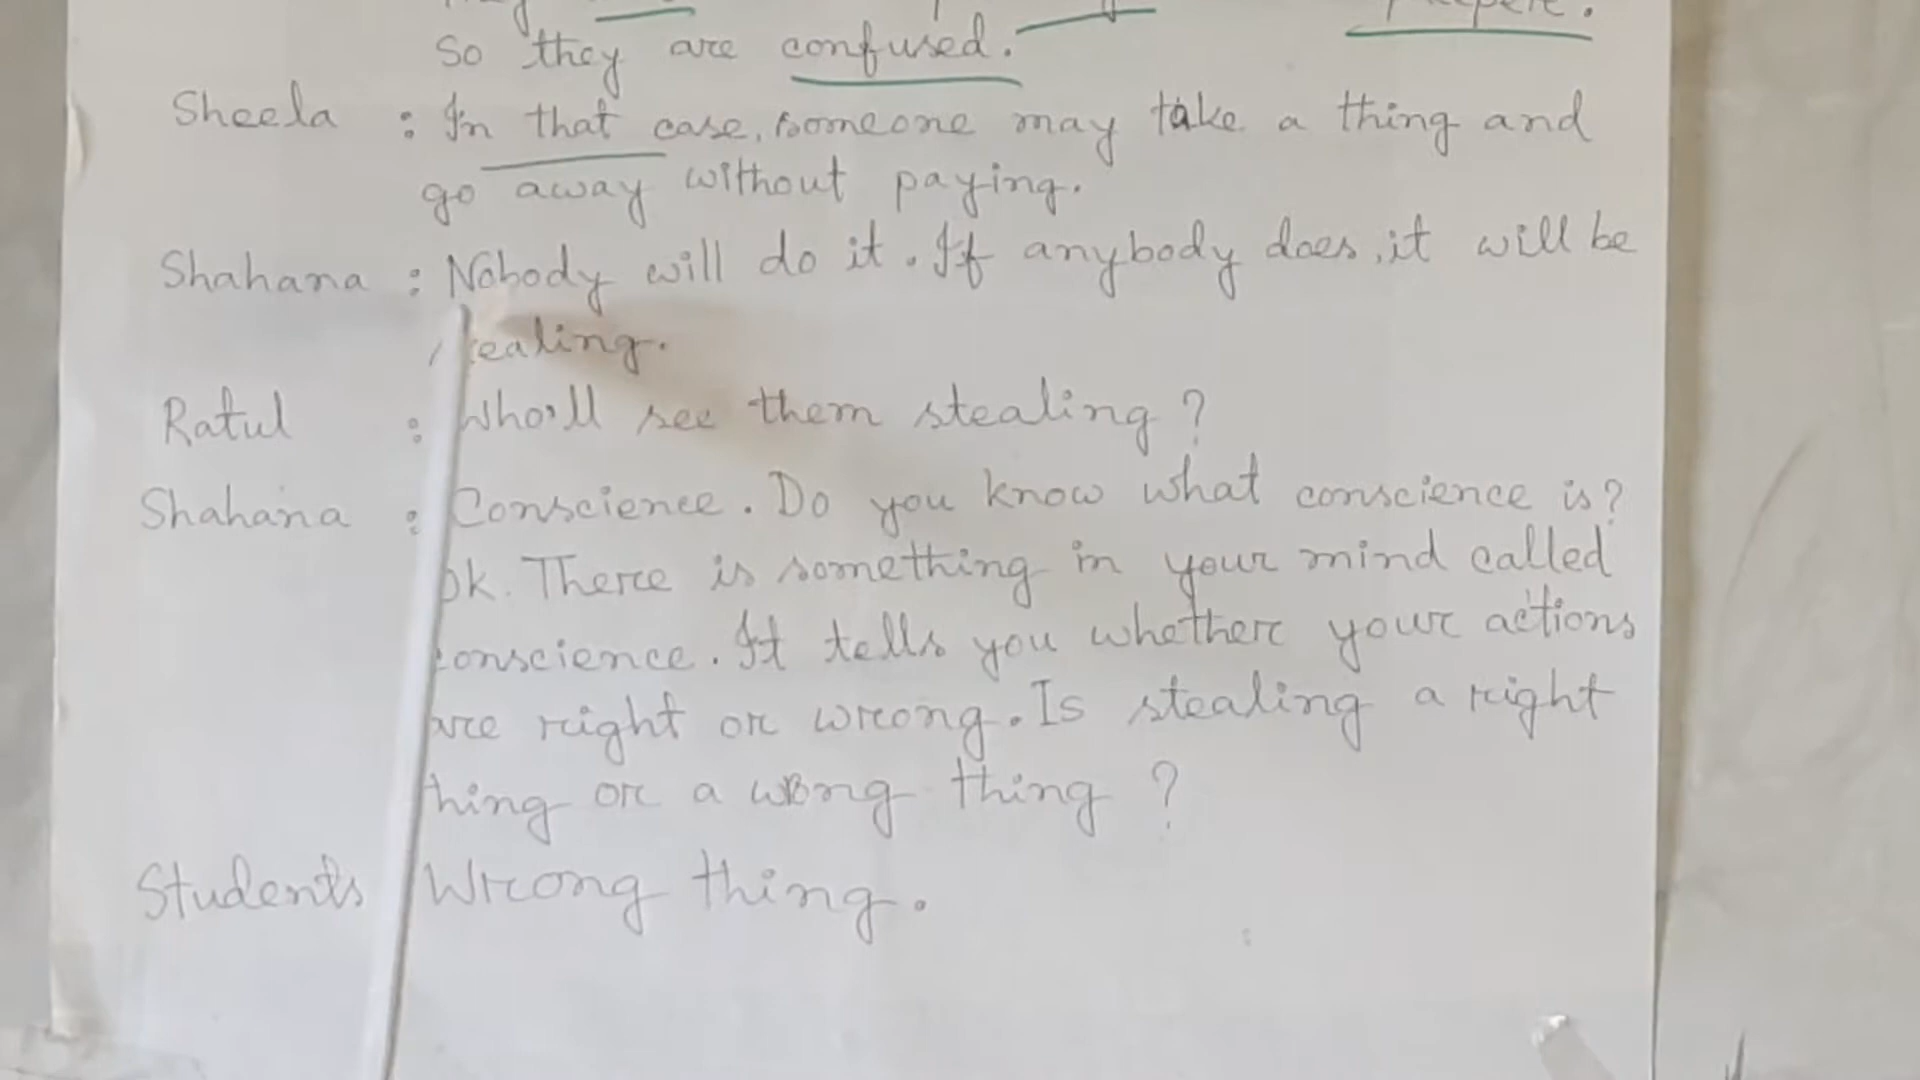 So they are confused.
Sheela : In that case, someone may take a thing and
go away without paying.
Shahana : Nobody will do it. If anybody does, it will be
ealing.
Ratul : Who'll see them stealing?
Shahana : Conscience. Do you know what conscience is?
ok. There is something in your mind called
conscience. It tells you whether your actions
are right or wrong. Is stealing a right
thing or a wrong thing ?
Students Wrong thing.